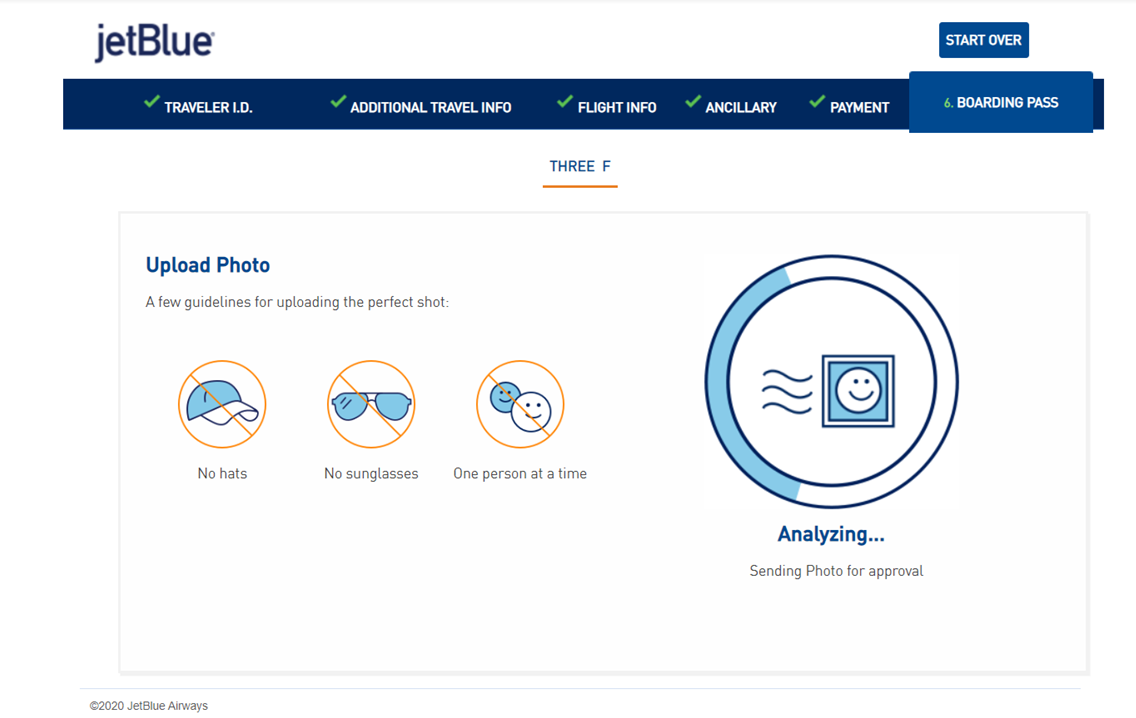 jetBlue
START OVER
TRAVELER I.D.
ADDITIONAL TRAVEL INFO
FLIGHT INFO
ANCILLARY
PAYMENT
6. BOARDING PASS
THREE F
Upload Photo
A few guidelines for uploading the perfect shot:
No hats
No sunglasses
One person at a time
Analyzing...
Sending Photo for approval
©2020 JetBlue Airways